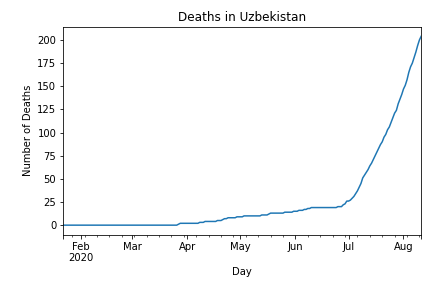 Deaths in Uzbekistan
Number of Deaths
200
175
150
125
100
75
50
25
0
Feb
2020
Mar
Apr
May
Jun
Jul
Aug
Day